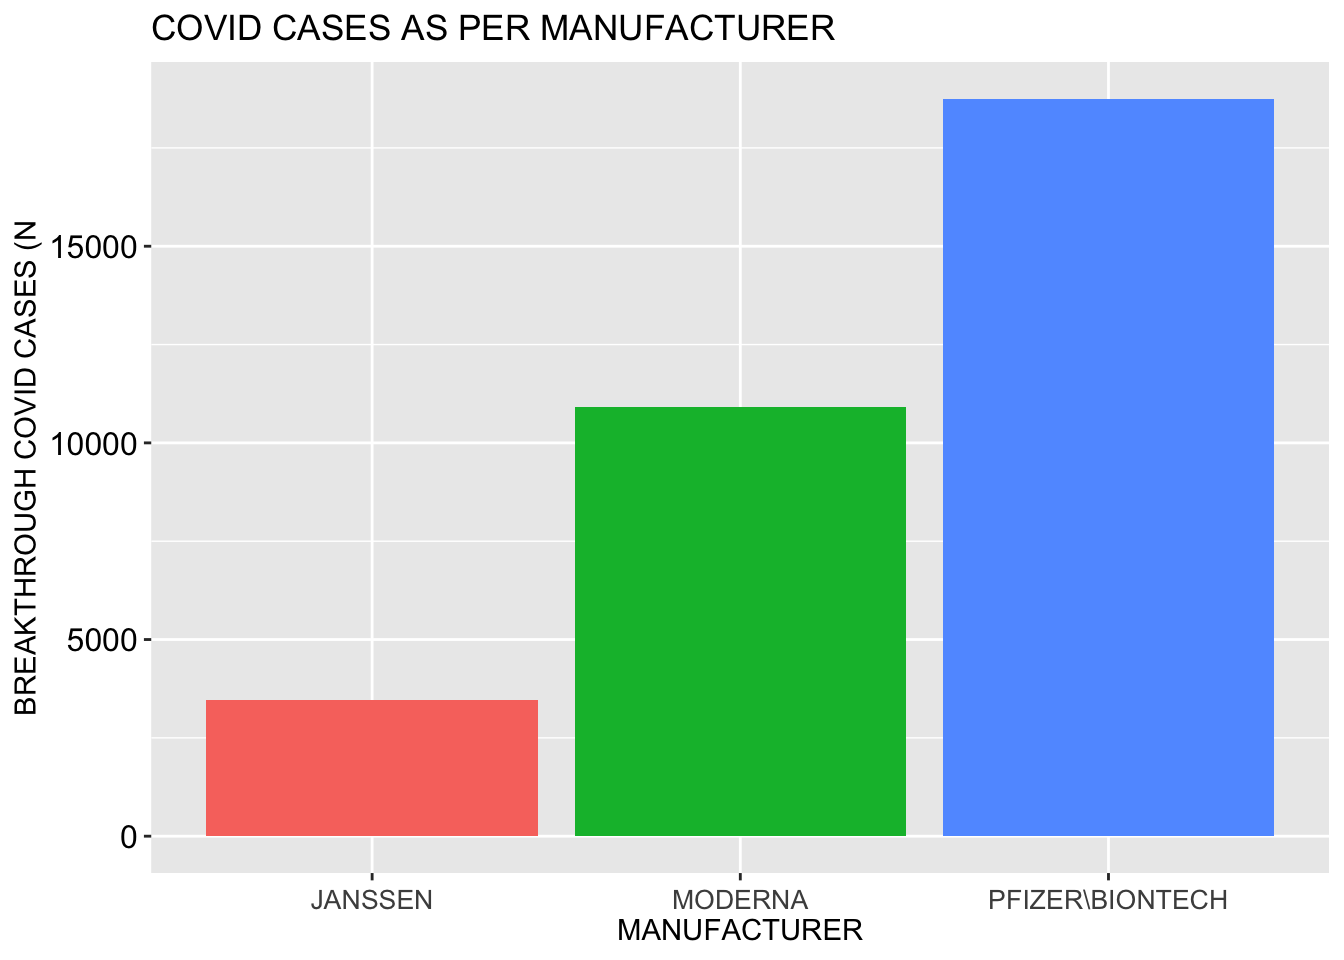 COVID CASES AS PER MANUFACTURER
BREAKTHROUGH COVID CASES (N
15000
10000
5000
0
JANSSEN
MODERNA
PFIZER\BIONTECH
MANUFACTURER